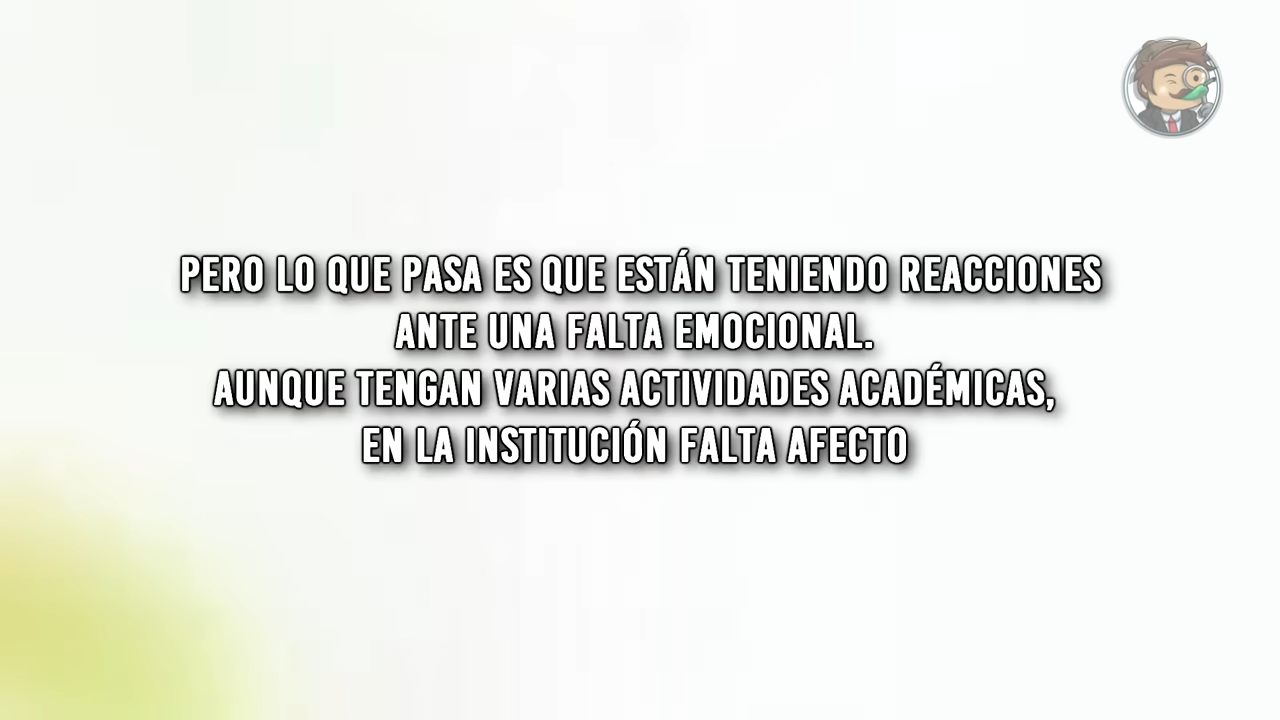 PERO LO QUE PASA ES QUE ESTÁN TENIENDO REACCIONES
ANTE UNA FALTA EMOCIONAL.
AUNQUE TENGAN VARIAS ACTIVIDADES ACADÉMICAS,
EN LA INSTITUCIÓN FALTA AFECTO